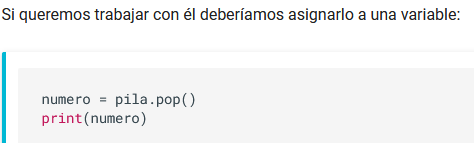 Si queremos trabajar con él deberíamos asignarlo a una variable:
numero = pila.pop()
print(numero)